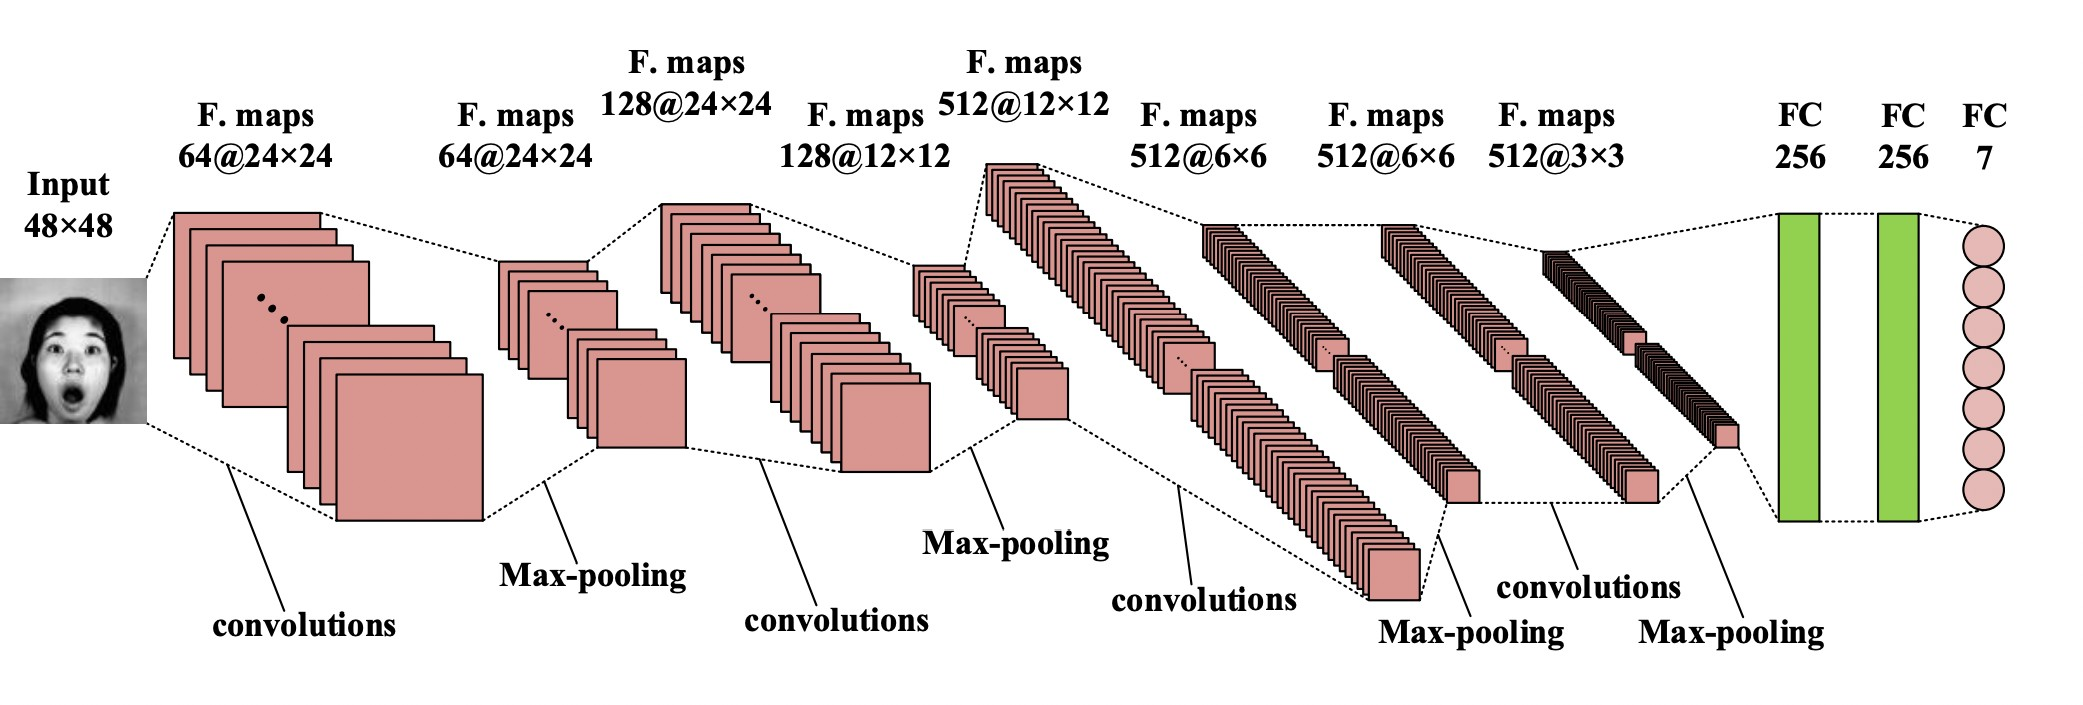 Input
48×48
F. maps
64@24×24
F. maps
64@24×24
F. maps
128@24×24
F. maps
128@12×12
F. maps
512@12×12
F. maps
512@6×6
F. maps
512@6×6
F. maps
512@3×3
FC
256
FC
256
FC
7
convolutions
Max-pooling
convolutions
Max-pooling
convolutions
Max-pooling
convolutions
Max-pooling